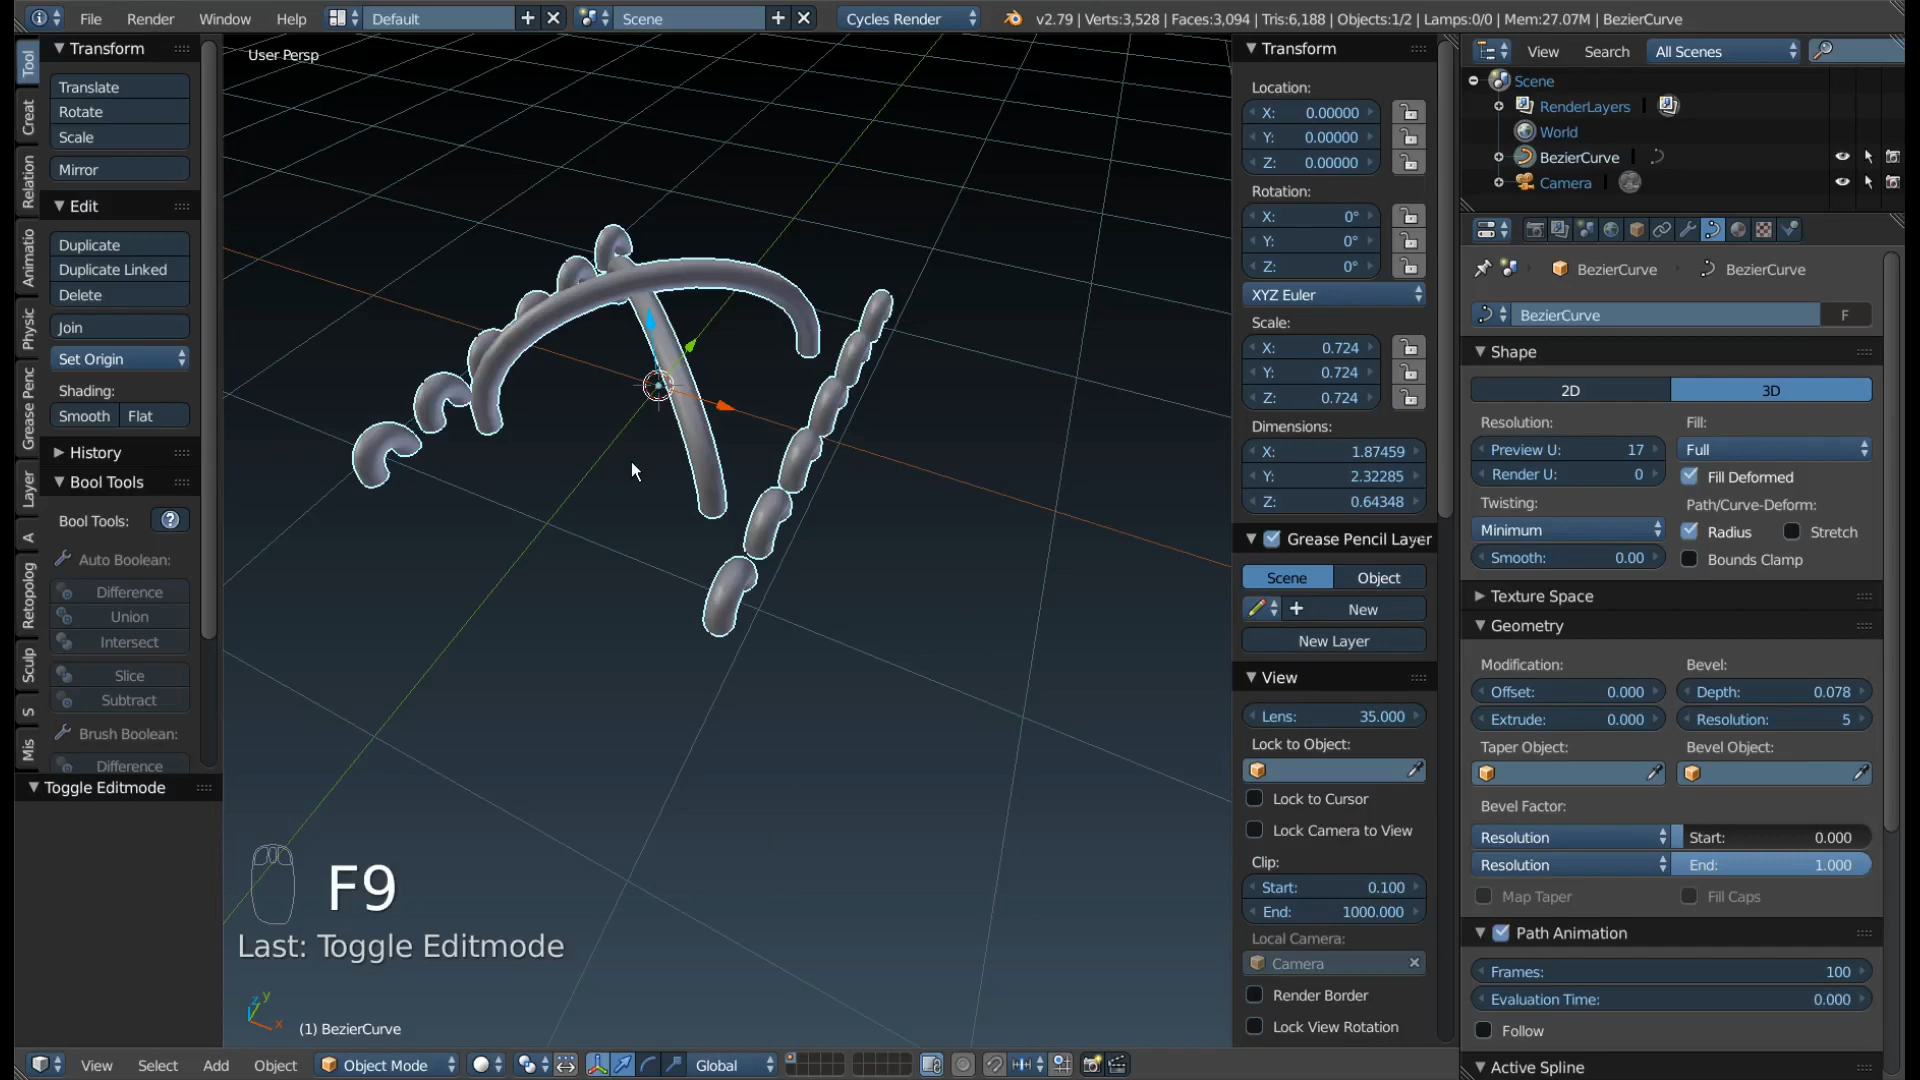 File Render Window Help Default Scene Cycles Render v2.79 | Verts:3,528 | Faces:3,094 | Tris:6,188 | Objects:1/2 | Lamps:0/0 | Mem:27.07M | BezierCurve
User Persp
Tool
Creat
Relation
Animatio
Physic
Grease Penc
Layer
A
Retopolog
Sculp
S
Mis
Transform
Translate
Rotate
Scale
Mirror
Edit
Duplicate
Duplicate Linked
Delete
Join
Set Origin
Shading:
Smooth Flat
History
Bool Tools
Bool Tools:
Auto Boolean:
Difference
Union
Intersect
Slice
Subtract
Brush Boolean:
Difference
Toggle Editmode
F9
Last: Toggle Editmode
z y x
(1) BezierCurve
View Select Add Object Object Mode Global
Transform
Location:
X: 0.00000
Y: 0.00000
Z: 0.00000
Rotation:
X: 0°
Y: 0°
Z: 0°
XYZ Euler
Scale:
X: 0.724
Y: 0.724
Z: 0.724
Dimensions:
X: 1.87459
Y: 2.32285
Z: 0.64348
Grease Pencil Layer
Scene Object
New
New Layer
View
Lens: 35.000
Lock to Object:
Lock to Cursor
Lock Camera to View
Clip:
Start: 0.100
End: 1000.000
Local Camera:
Camera
Render Border
Lock View Rotation
View Search All Scenes
Scene
RenderLayers
World
BezierCurve
Camera
BezierCurve BezierCurve
BezierCurve F
Shape
2D 3D
Resolution: Fill:
Preview U: 17 Full
Render U: 0 Fill Deformed
Twisting: Path/Curve-Deform:
Minimum Radius Stretch
Smooth: 0.00 Bounds Clamp
Texture Space
Geometry
Modification: Bevel:
Offset: 0.000 Depth: 0.078
Extrude: 0.000 Resolution: 5
Taper Object: Bevel Object:
Bevel Factor:
Resolution Start: 0.000
Resolution End: 1.000
Map Taper Fill Caps
Path Animation
Frames: 100
Evaluation Time: 0.000
Follow
Active Spline